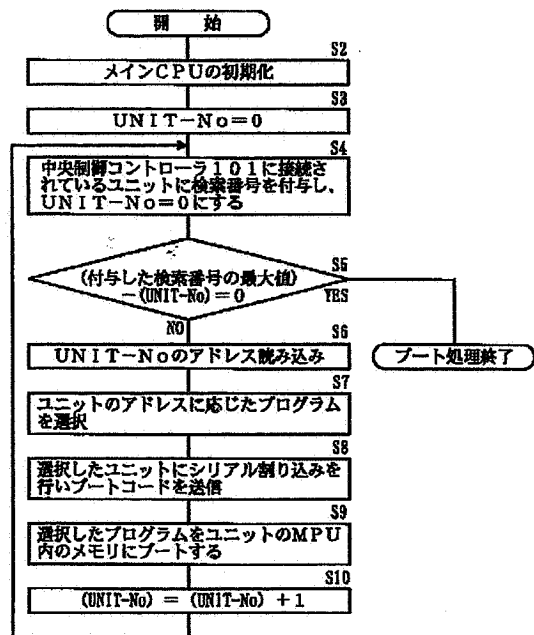 開　始
S2
メインCPUの初期化
S3
UNIT－No＝0
S4
中央制御コントローラ101に接続さ
れているユニットに検索番号を付与し、
UNIT－No＝0にする
S5
(付与した検索番号の最大値)
－(UNIT-No)＝0
YES
NO
S6
UNIT－Noのアドレス読み込み
ブート処理終了
S7
ユニットのアドレスに応じたプログラム
を選択
S8
選択したユニットにシリアル割り込みを
行いブートコードを送信
S9
選択したプログラムをユニットのMPU
内のメモリにブートする
S10
(UNIT-No) ＝ (UNIT-No) ＋1